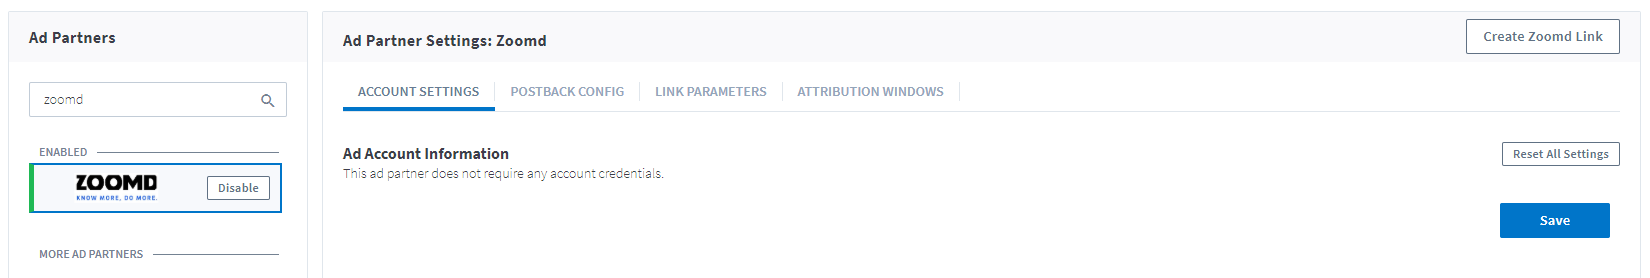 Ad Partners
zoomd
ENABLED
ZOOMD
KNOW MORE, DO MORE.
Disable
MORE AD PARTNERS
Ad Partner Settings: Zoomd
Create Zoomd Link
ACCOUNT SETTINGS
POSTBACK CONFIG
LINK PARAMETERS
ATTRIBUTION WINDOWS
Ad Account Information
This ad partner does not require any account credentials.
Reset All Settings
Save